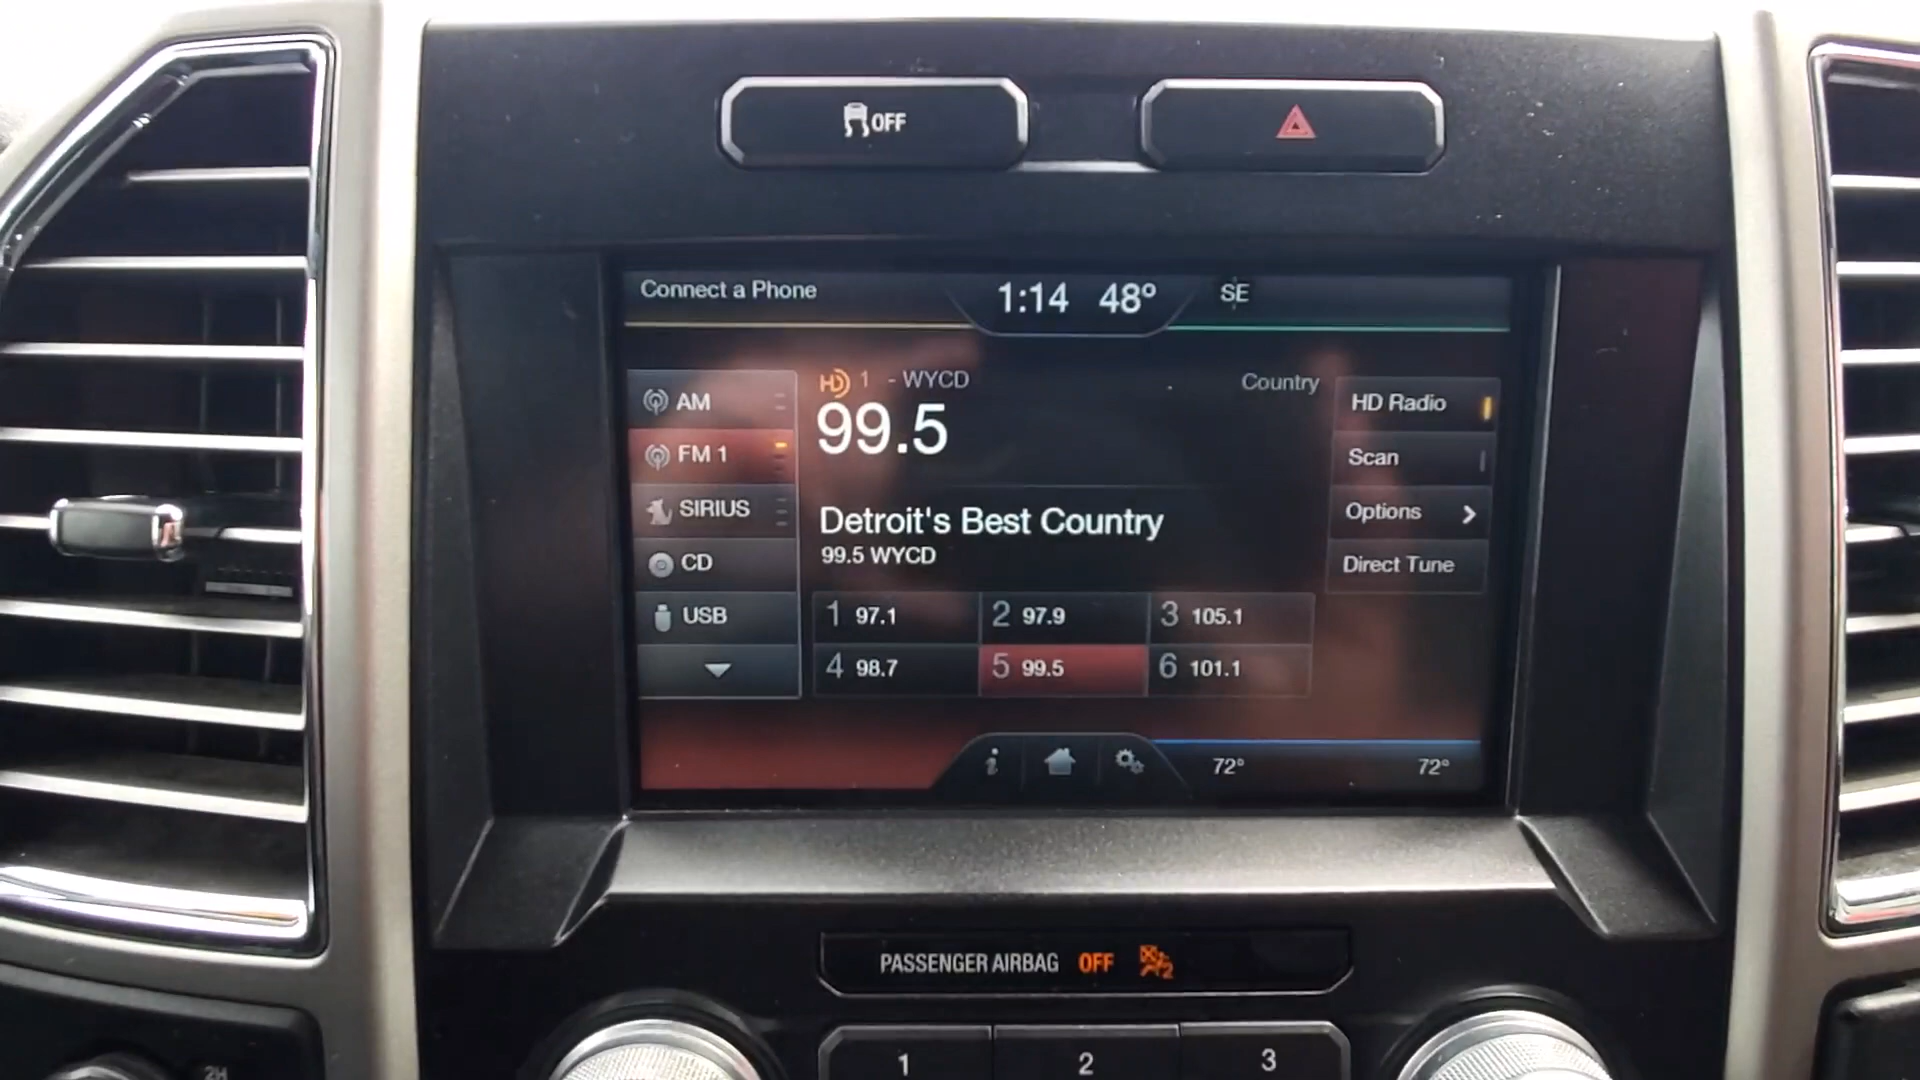 OFF
Connect a Phone
1:14 48°
SE
AM
FM 1
SIRIUS
CD
USB
HD 1 - WYCD
99.5
Country
Detroit's Best Country
99.5 WYCD
1 97.1
2 97.9
3 105.1
4 98.7
5 99.5
6 101.1
HD Radio
Scan
Options
Direct Tune
i
72°
72°
PASSENGER AIRBAG OFF
2
1
2
3
2H